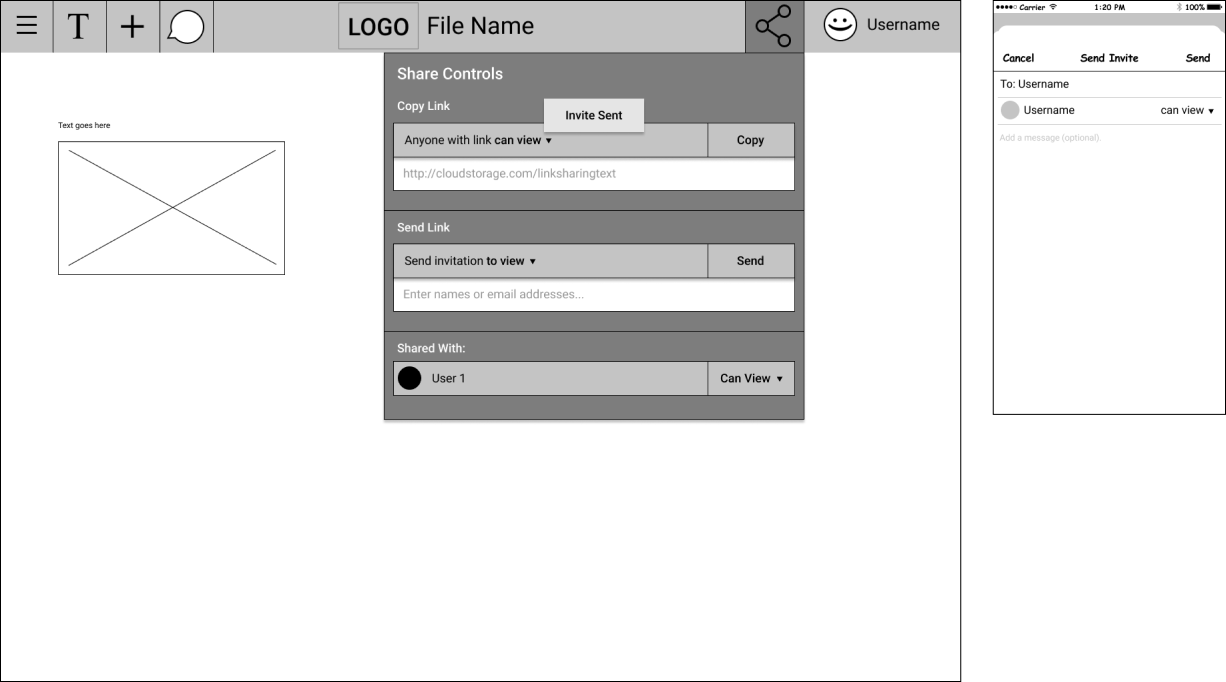 T
LOGO File Name
Username
Text goes here
Share Controls
Copy Link
Invite Sent
Anyone with link can view ▾ Copy
http://cloudstorage.com/linksharingtext
Send Link
Send invitation to view ▾ Send
Enter names or email addresses...
Shared With:
User 1 Can View ▾
Carrier 1:20 PM 100%
Cancel Send Invite Send
To: Username
Username can view ▾
Add a message (optional).